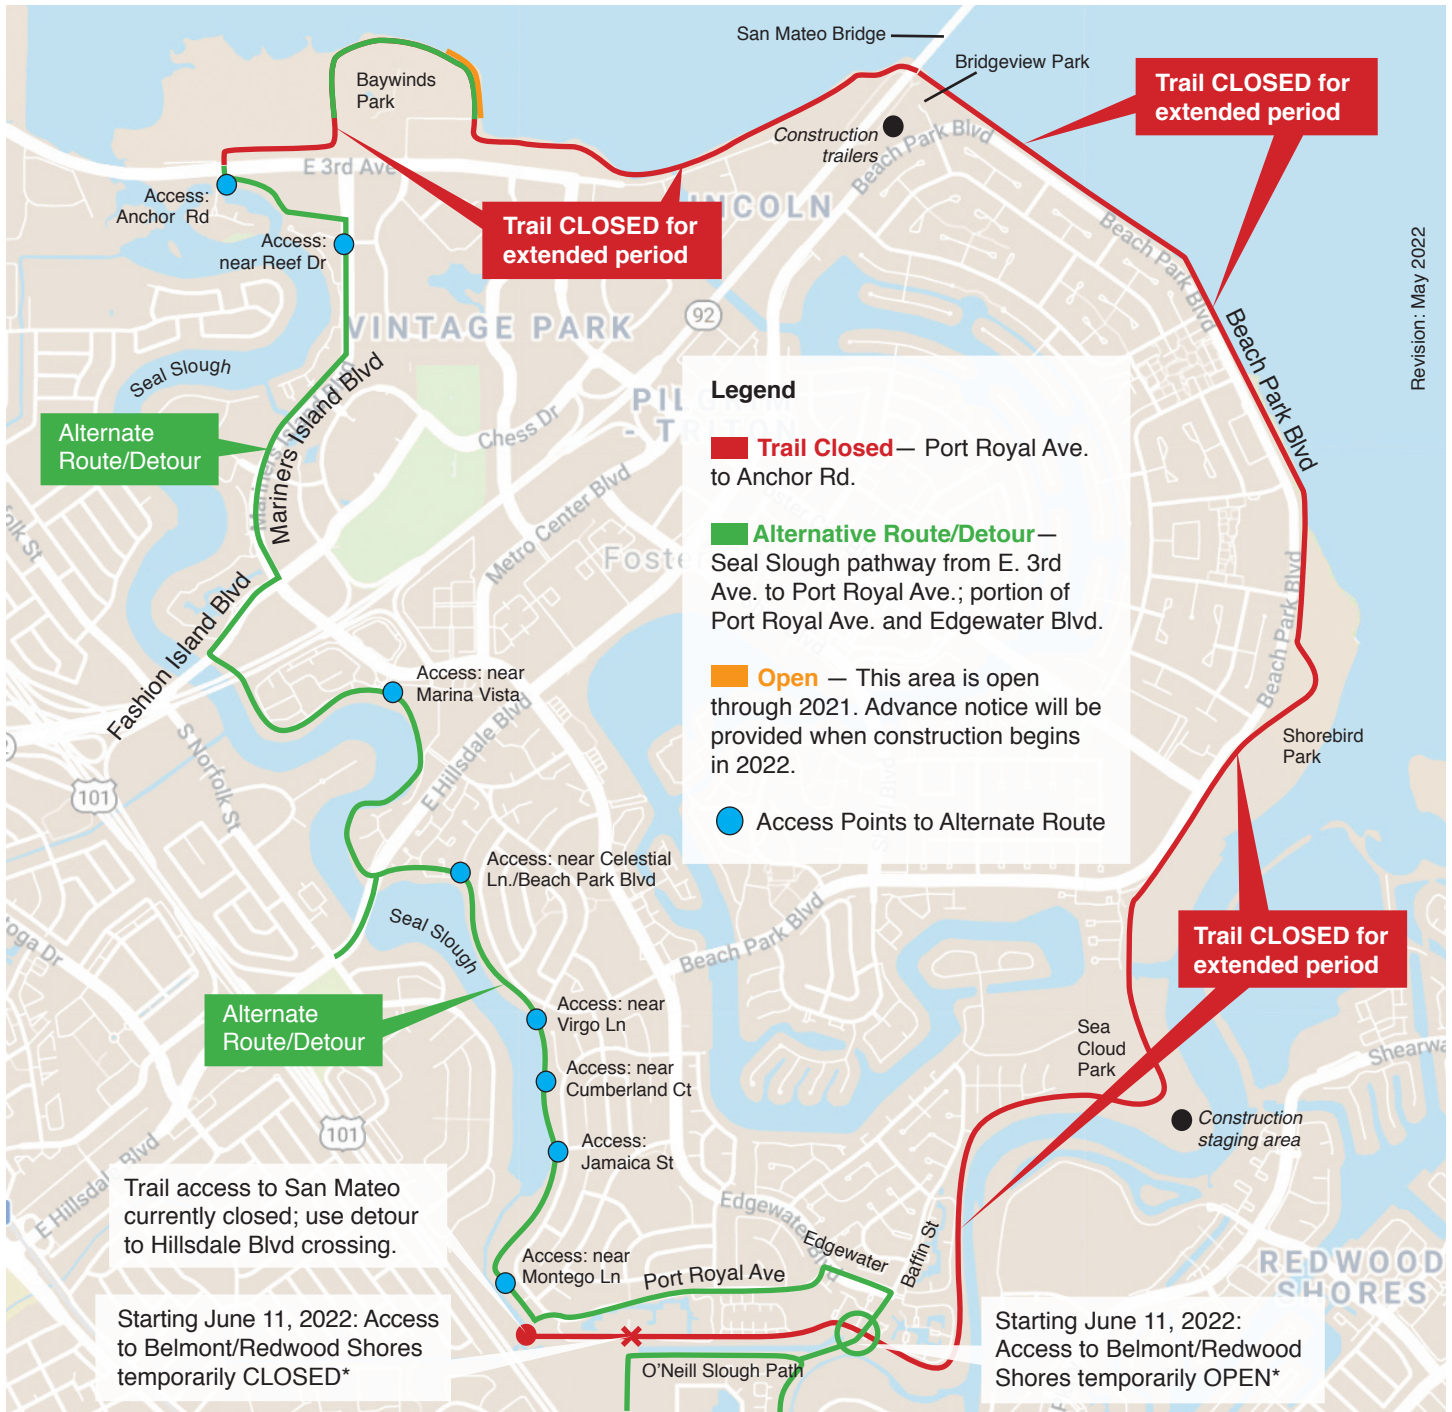 San Mateo Bridge
Bridgeview Park
Trail CLOSED for
extended period
Baywinds
Park
Construction
trailers
Beach Park Blvd
E 3rd Ave
Access:
Anchor Rd
Access:
near Reef Dr
Trail CLOSED for
extended period
NCOLN
Beach Park Blvd
Revision: May 2022
92
VINTAGE PARK
Beach Park Blvd
Seal Slough
Mariners Island Blvd
Alternate
Route/Detour
Chess Dr
Metro Center Blvd
Legend
Trail Closed— Port Royal Ave.
to Anchor Rd.
Alternative Route/Detour—
Seal Slough pathway from E. 3rd
Ave. to Port Royal Ave.; portion of
Port Royal Ave. and Edgewater Blvd.
Open — This area is open
through 2021. Advance notice will be
provided when construction begins
in 2022.
Access Points to Alternate Route
Fashion Island Blvd
Beach Park Blvd
Access: near
Marina Vista
Shorebird
Park
S Norfolk St
E Hillsdale Blvd
101
Access: near Celestial
Ln./Beach Park Blvd
Seal Slough
Beach Park Blvd
Trail CLOSED for
extended period
Alternate
Route/Detour
Access: near
Virgo Ln
Sea
Cloud
Park
Access: near
Cumberland Ct
Construction
staging area
101
Access:
Jamaica St
E Hillsdale Blvd
Trail access to San Mateo
currently closed; use detour
to Hillsdale Blvd crossing.
Edgewater Blvd
Edgewater
Baffin St
Access: near
Montego Ln
Port Royal Ave
REDWOOD
SHORES
Starting June 11, 2022: Access
to Belmont/Redwood Shores
temporarily CLOSED*
O'Neill Slough Path
Starting June 11, 2022:
Access to Belmont/Redwood
Shores temporarily OPEN*